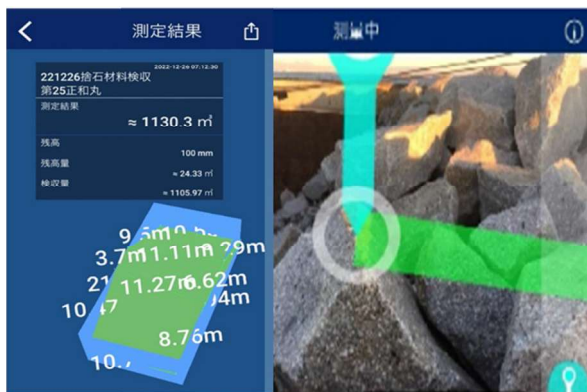 測定結果
測量中
2022-12-26 07:12:30
221226捨石材料検収
第25正和丸
測定結果
≈ 1130.3 ㎥
残高
100 mm
残高量
≈ 24.33 ㎥
検収量
≈ 1105.97 ㎥
3.7m
11.11m
11.27m
6.62m
8.76m